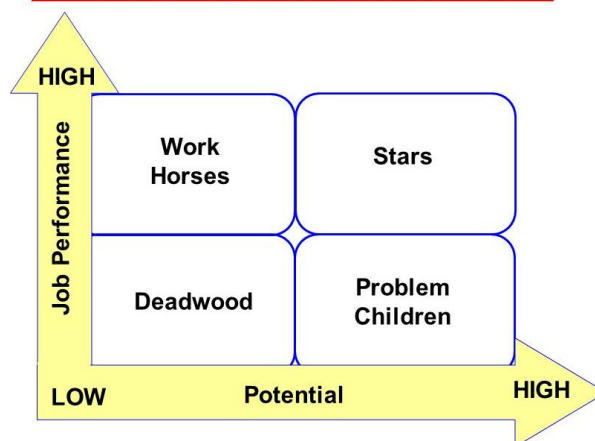 HIGH
Job Performance
Work
Horses
Stars
Deadwood
Problem
Children
LOW
Potential
HIGH